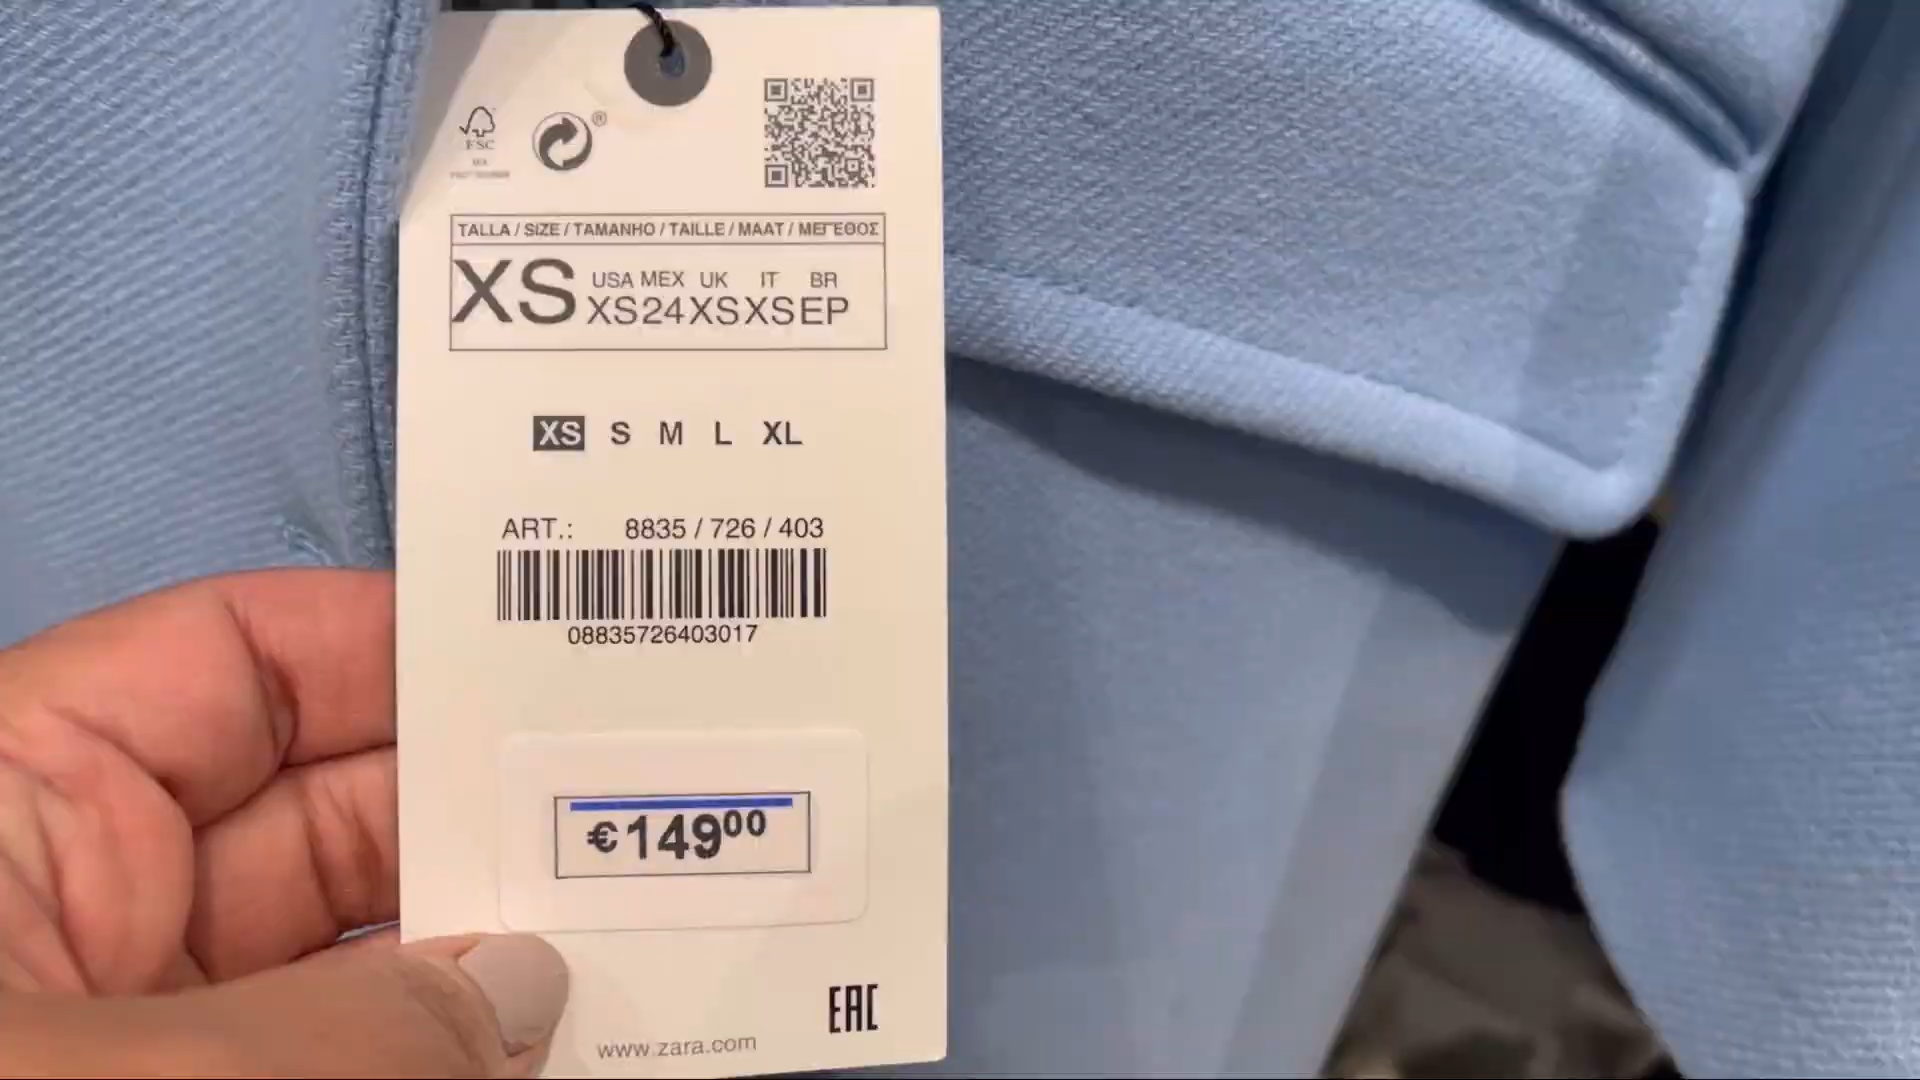 FSC
®
TALLA / SIZE / TAMANHO / TAILLE / MAAT / ΜΕΓΕΘΟΣ
XS
USA MEX UK IT BR
XS 24 XS XS EP
XS S M L XL
ART.: 8835 / 726 / 403
08835726403017
€149⁰⁰
EAC
www.zara.com